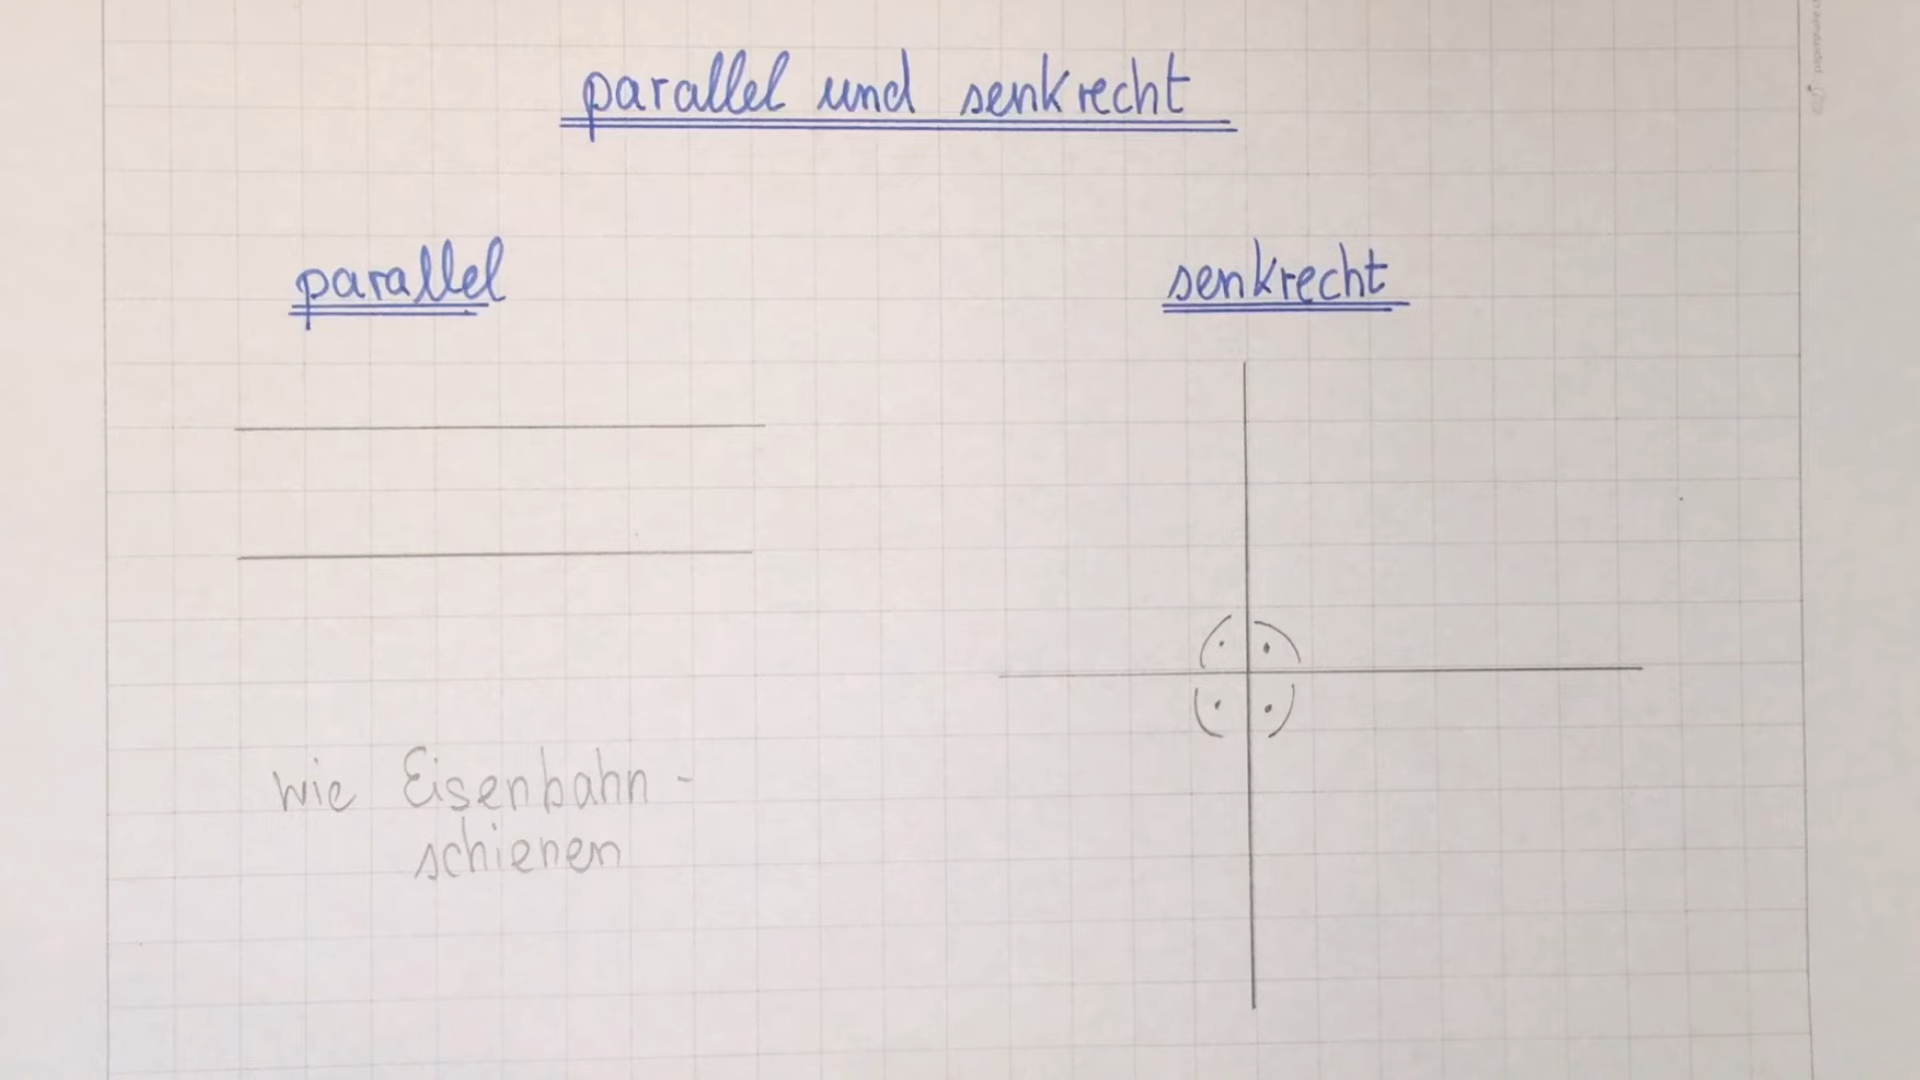 parallel und senkrecht
parallel
senkrecht
wie Eisenbahn-
schienen